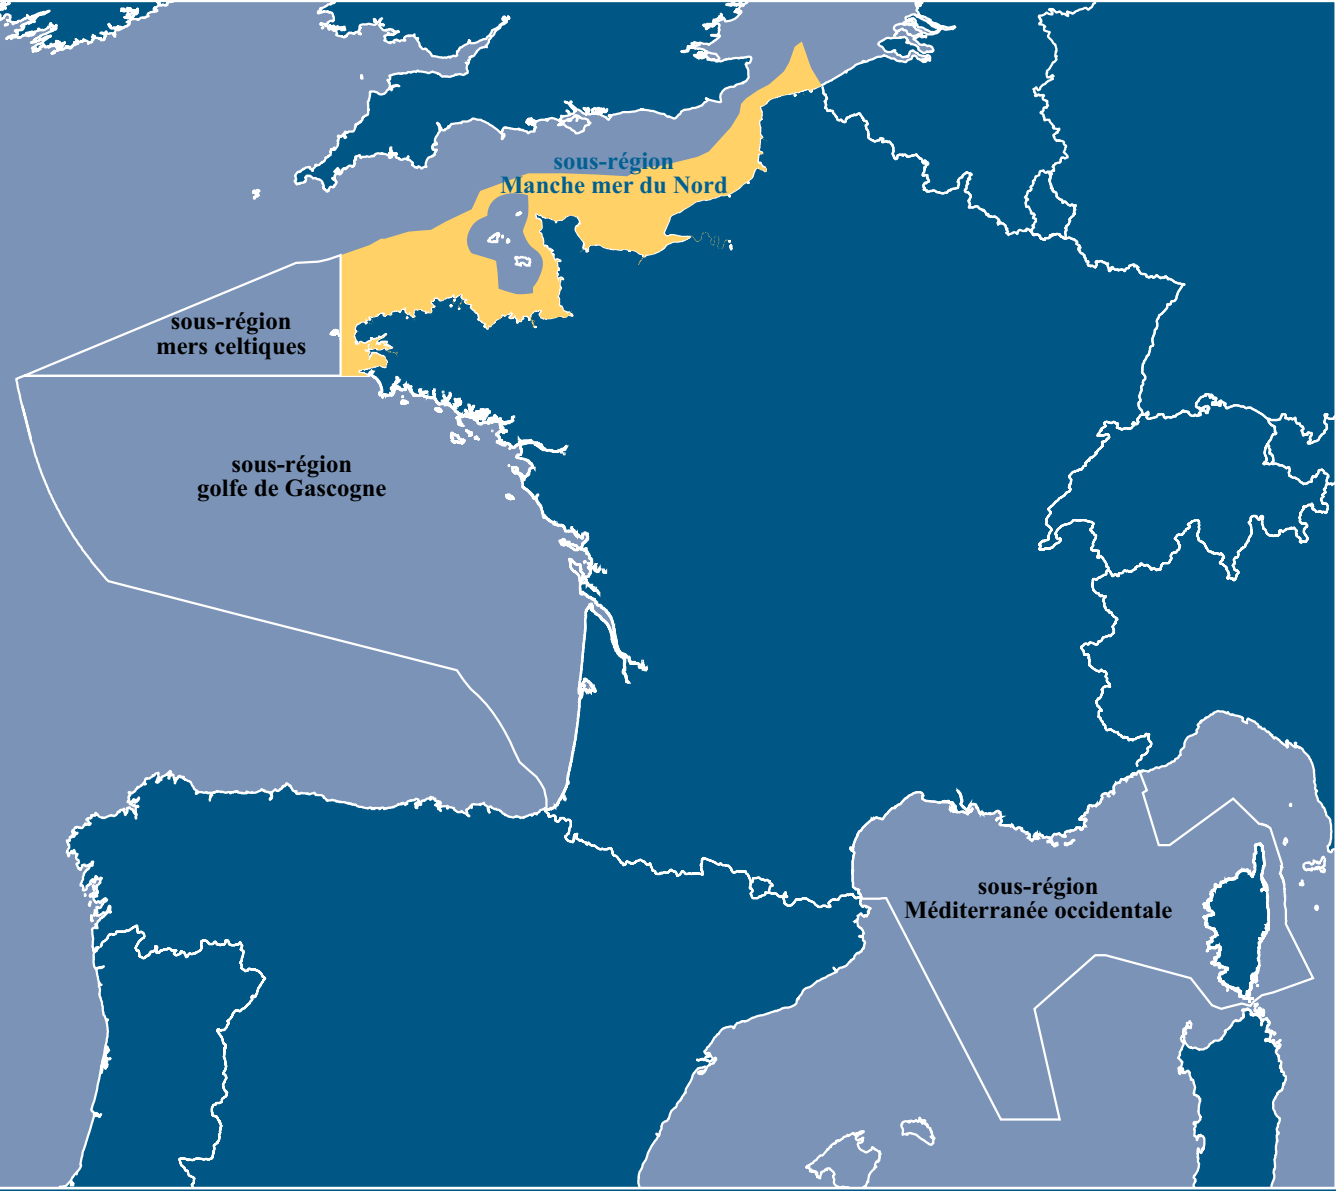 sous-région
Manche mer du Nord
sous-région
mers celtiques
sous-région
golfe de Gascogne
sous-région
Méditerranée occidentale